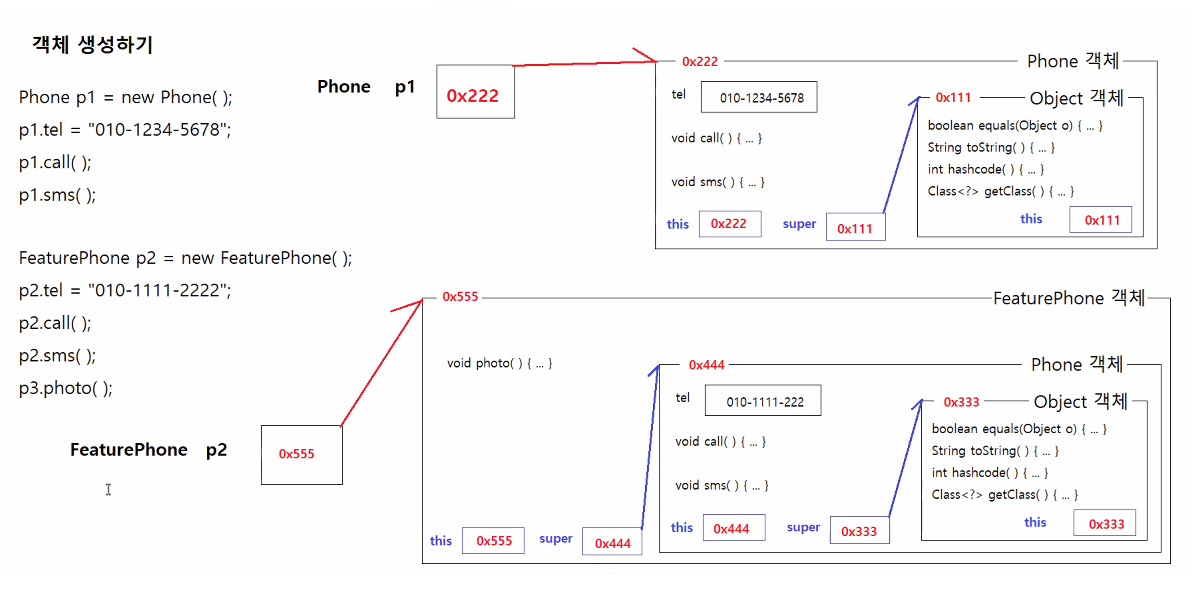 객체 생성하기
Phone p1 = new Phone( );
p1.tel = "010-1234-5678";
p1.call( );
p1.sms( );
FeaturePhone p2 = new FeaturePhone( );
p2.tel = "010-1111-2222";
p2.call( );
p2.sms( );
p3.photo( );
Phone p1
0x222
0x222
Phone 객체
tel
010-1234-5678
void call( ) { ... }
void sms( ) { ... }
this
0x222
super
0x111
0x111
Object 객체
boolean equals(Object o) { ... }
String toString( ) { ... }
int hashcode( ) { ... }
Class<?> getClass( ) { ... }
this
0x111
FeaturePhone p2
0x555
0x555
FeaturePhone 객체
void photo( ) { ... }
this
0x555
super
0x444
0x444
Phone 객체
tel
010-1111-222
void call( ) { ... }
void sms( ) { ... }
this
0x444
super
0x333
0x333
Object 객체
boolean equals(Object o) { ... }
String toString( ) { ... }
int hashcode( ) { ... }
Class<?> getClass( ) { ... }
this
0x333